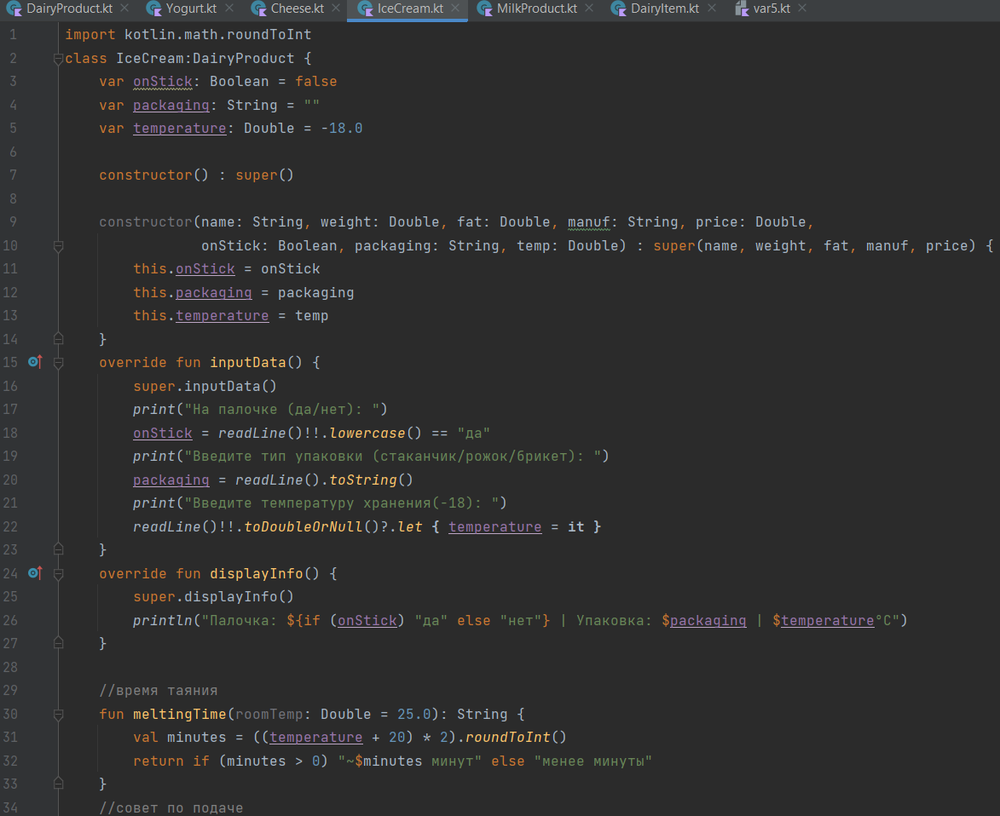 DairyProduct.kt Yogurt.kt Cheese.kt IceCream.kt MilkProduct.kt DairyItem.kt var5.kt
1 import kotlin.math.roundToInt
2 class IceCream:DairyProduct {
3 var onStick: Boolean = false
4 var packaging: String = ""
5 var temperature: Double = -18.0
6
7 constructor() : super()
8
9 constructor(name: String, weight: Double, fat: Double, manuf: String, price: Double,
10 onStick: Boolean, packaging: String, temp: Double) : super(name, weight, fat, manuf, price) {
11 this.onStick = onStick
12 this.packaging = packaging
13 this.temperature = temp
14 }
15 override fun inputData() {
16 super.inputData()
17 print("На палочке (да/нет): ")
18 onStick = readLine()!!.lowercase() == "да"
19 print("Введите тип упаковки (стаканчик/рожок/брикет): ")
20 packaging = readLine().toString()
21 print("Введите температуру хранения(-18): ")
22 readLine()!!.toDoubleOrNull()?.let { temperature = it }
23 }
24 override fun displayInfo() {
25 super.displayInfo()
26 println("Палочка: ${if (onStick) "да" else "нет"} | Упаковка: $packaging | $temperature°C")
27 }
28
29 //время таяния
30 fun meltingTime(roomTemp: Double = 25.0): String {
31 val minutes = ((temperature + 20) * 2).roundToInt()
32 return if (minutes > 0) "~$minutes минут" else "менее минуты"
33 }
34 //совет по подаче